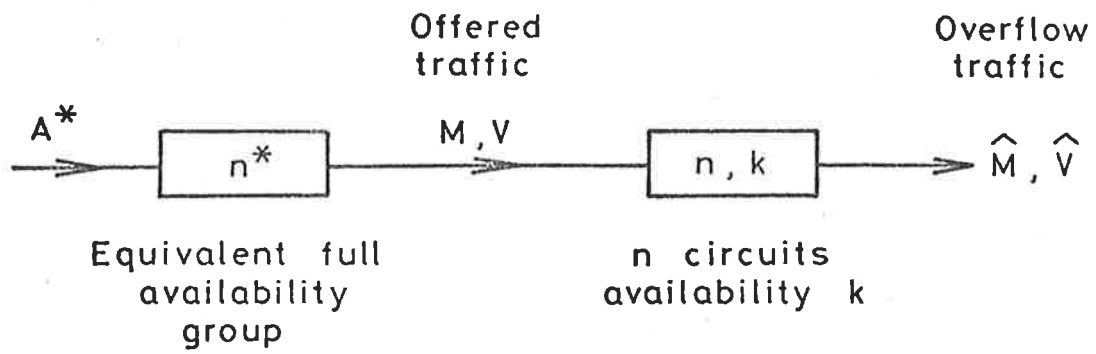 Offered
traffic
Overflow
traffic
A*
n*
M, V
n, k
M̂, V̂
Equivalent full
availability
group
n circuits
availability k